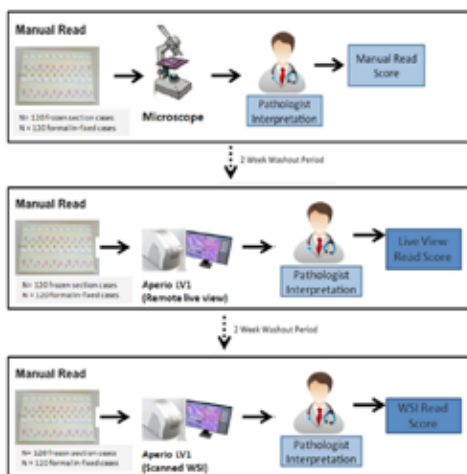 Manual Read
N= 120 frozen section cases
N = 120 formalin-fixed cases
Microscope
Pathologist
Interpretation
Manual Read
Score
2 Week Washout Period
Manual Read
N= 120 frozen section cases
N = 120 formalin-fixed cases
Aperio LV1
(Remote live view)
Pathologist
Interpretation
Live View
Read Score
2 Week Washout Period
Manual Read
N= 120 frozen section cases
N = 120 formalin-fixed cases
Aperio LV1
(Scanned WSI)
Pathologist
Interpretation
WSI Read
Score